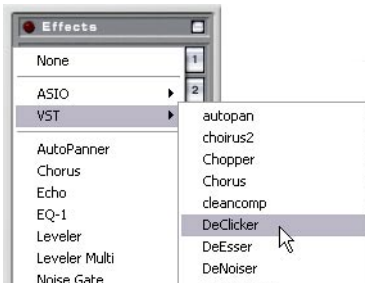 Effects
None
1
ASIO
2
VST
AutoPanner
Chorus
Echo
EQ-1
Leveler
Leveler Multi
Noise Gate
autopan
choirus2
Chopper
Chorus
cleancomp
DeClicker
DeEsser
DeNoiser